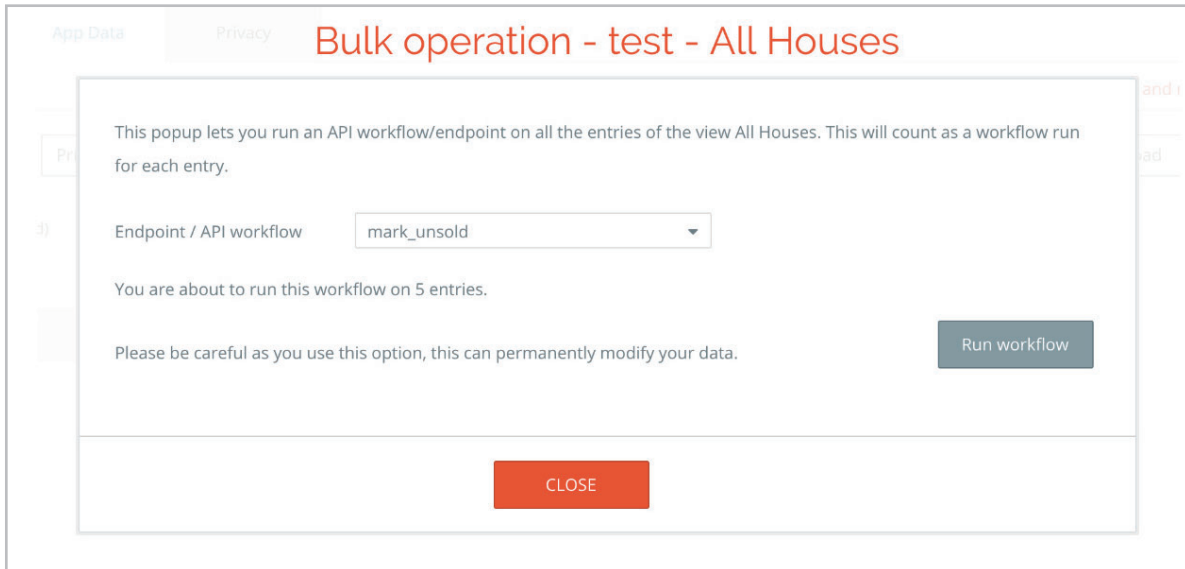 App Data
Privacy
Bulk operation - test - All Houses
and
This popup lets you run an API workflow/endpoint on all the entries of the view All Houses. This will count as a workflow run
for each entry.
Endpoint / API workflow
mark_unsold
You are about to run this workflow on 5 entries.
Please be careful as you use this option, this can permanently modify your data.
Run workflow
CLOSE